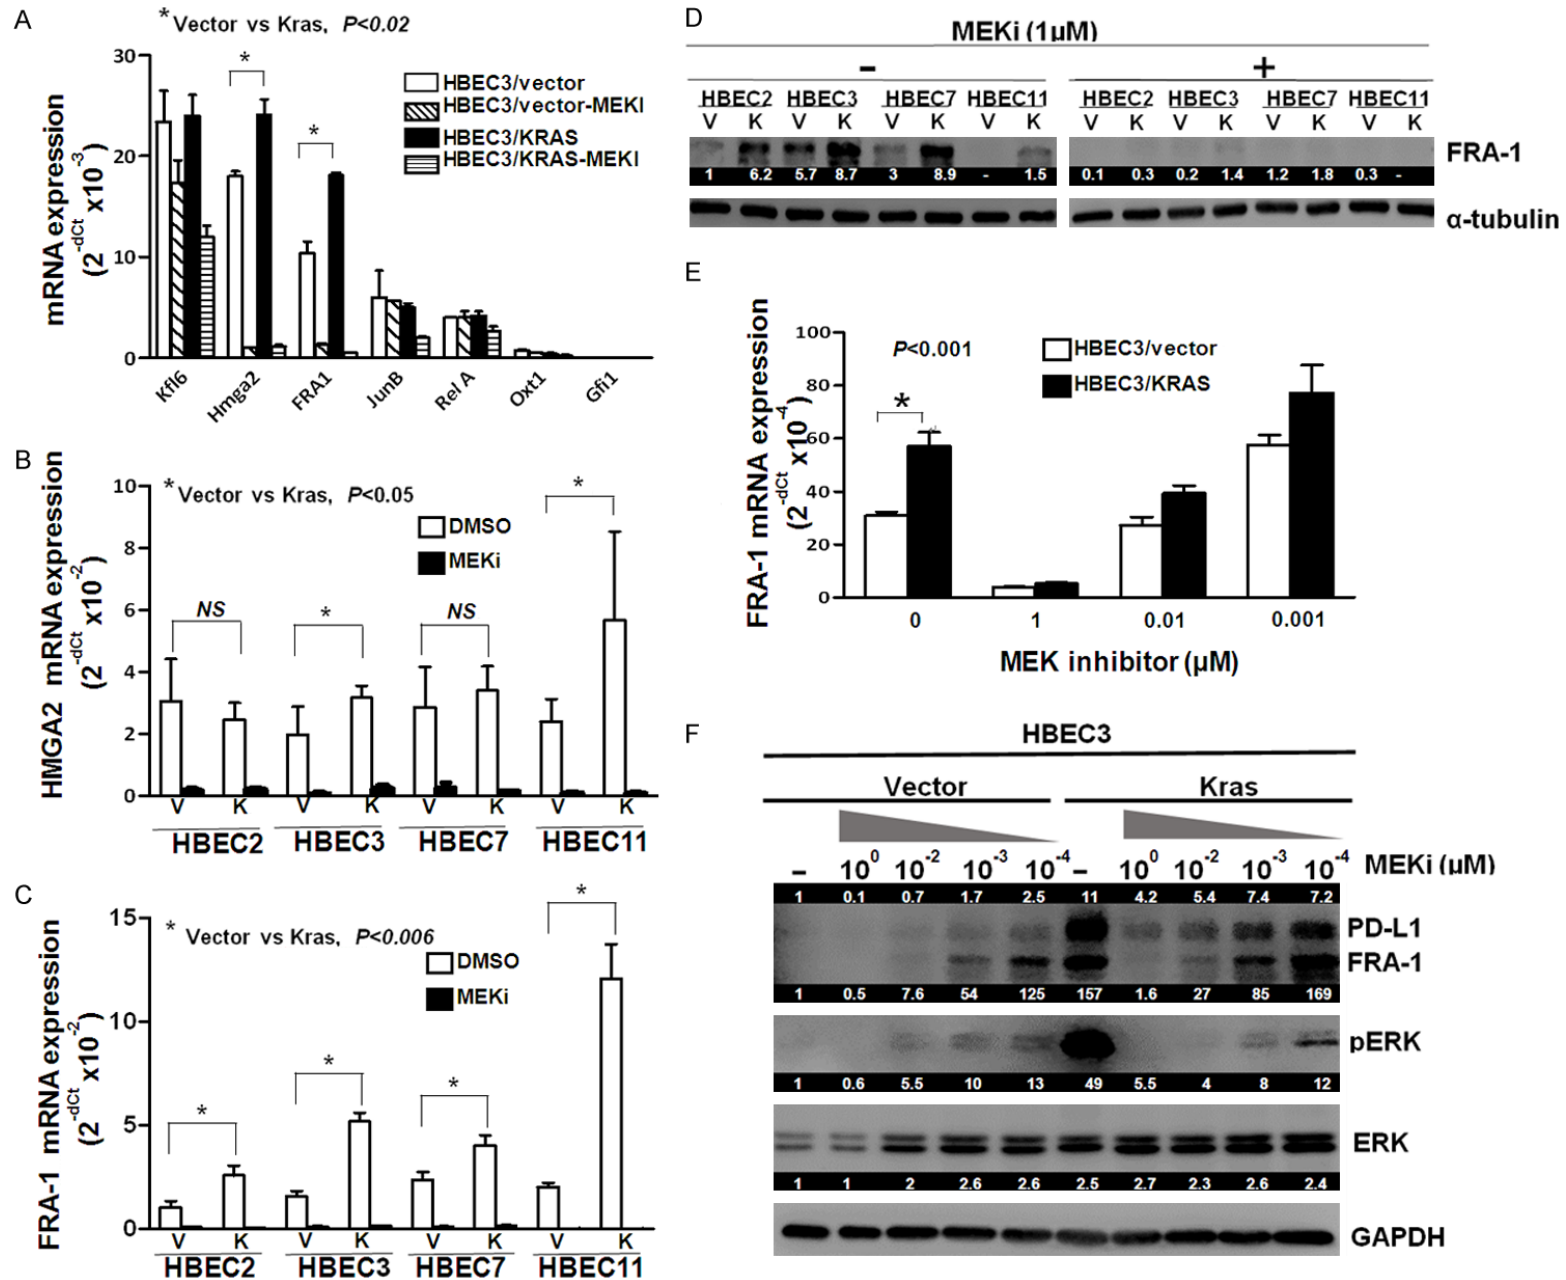 A
* Vector vs Kras, P<0.02
mRNA expression
(2^-dCt x10^-3)
30
20
10
0
HBEC3/vector
HBEC3/vector-MEKI
HBEC3/KRAS
HBEC3/KRAS-MEKI
* *
Kfl6 Hmga2 FRA1 JunB Rel A Oxt1 Gfi1
B
* Vector vs Kras, P<0.05
HMGA2 mRNA expression
(2^-dCt x10^-2)
10
8
6
4
2
0
DMSO
MEKi
NS * NS *
V K V K V K V K
HBEC2 HBEC3 HBEC7 HBEC11
C
* Vector vs Kras, P<0.006
FRA-1 mRNA expression
(2^-dCt x10^-2)
15
10
5
0
DMSO
MEKi
* * * *
V K V K V K V K
HBEC2 HBEC3 HBEC7 HBEC11
D
MEKi (1µM)
- +
HBEC2 HBEC3 HBEC7 HBEC11 HBEC2 HBEC3 HBEC7 HBEC11
V K V K V K V K V K V K V K V K
FRA-1
1 6.2 5.7 8.7 3 8.9 - 1.5 0.1 0.3 0.2 1.4 1.2 1.8 0.3 -
α-tubulin
E
FRA-1 mRNA expression
(2^-dCt x10^-4)
100
80
60
40
20
0
P<0.001
*
HBEC3/vector
HBEC3/KRAS
0 1 0.01 0.001
MEK inhibitor (µM)
F
HBEC3
Vector Kras
– 10^0 10^-2 10^-3 10^-4 – 10^0 10^-2 10^-3 10^-4 MEKi (µM)
1 0.1 0.7 1.7 2.5 11 4.2 5.4 7.4 7.2
PD-L1
FRA-1
1 0.5 7.6 54 125 157 1.6 27 85 169
pERK
1 0.6 5.5 10 13 49 5.5 4 8 12
ERK
1 1 2 2.6 2.6 2.5 2.7 2.3 2.6 2.4
GAPDH